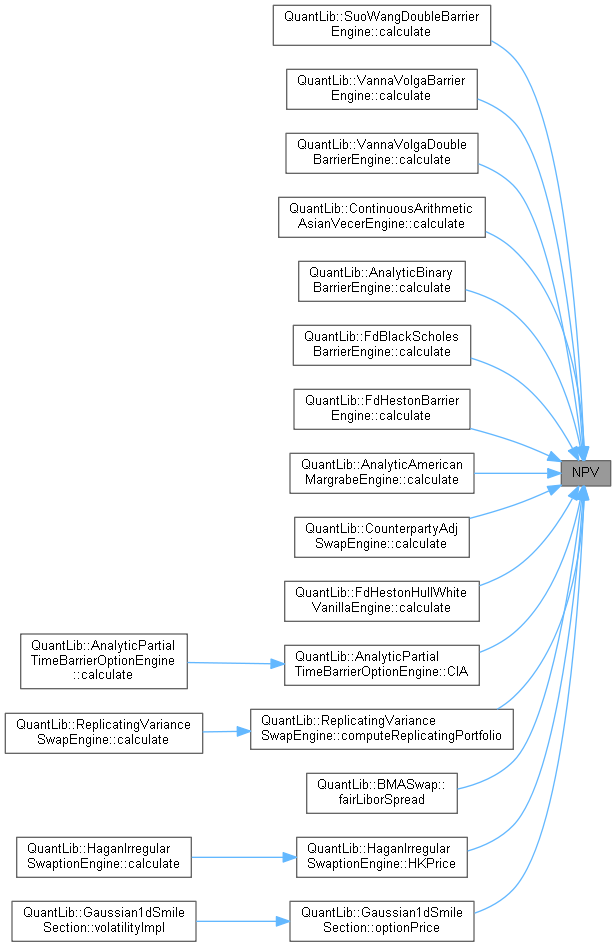 QuantLib::SuoWangDoubleBarrier
Engine::calculate
QuantLib::VannaVolgaBarrier
Engine::calculate
QuantLib::VannaVolgaDouble
BarrierEngine::calculate
QuantLib::ContinuousArithmetic
AsianVecerEngine::calculate
QuantLib::AnalyticBinary
BarrierEngine::calculate
QuantLib::FdBlackScholes
BarrierEngine::calculate
QuantLib::FdHestonBarrier
Engine::calculate
QuantLib::AnalyticAmerican
MargrabeEngine::calculate
NPV
QuantLib::CounterpartyAdj
SwapEngine::calculate
QuantLib::FdHestonHullWhite
VanillaEngine::calculate
QuantLib::AnalyticPartial
TimeBarrierOptionEngine
::calculate
QuantLib::AnalyticPartial
TimeBarrierOptionEngine::CIA
QuantLib::ReplicatingVariance
SwapEngine::calculate
QuantLib::ReplicatingVariance
SwapEngine::computeReplicatingPortfolio
QuantLib::BMASwap::
fairLiborSpread
QuantLib::HaganIrregular
SwaptionEngine::calculate
QuantLib::HaganIrregular
SwaptionEngine::HKPrice
QuantLib::Gaussian1dSmile
Section::volatilityImpl
QuantLib::Gaussian1dSmile
Section::optionPrice